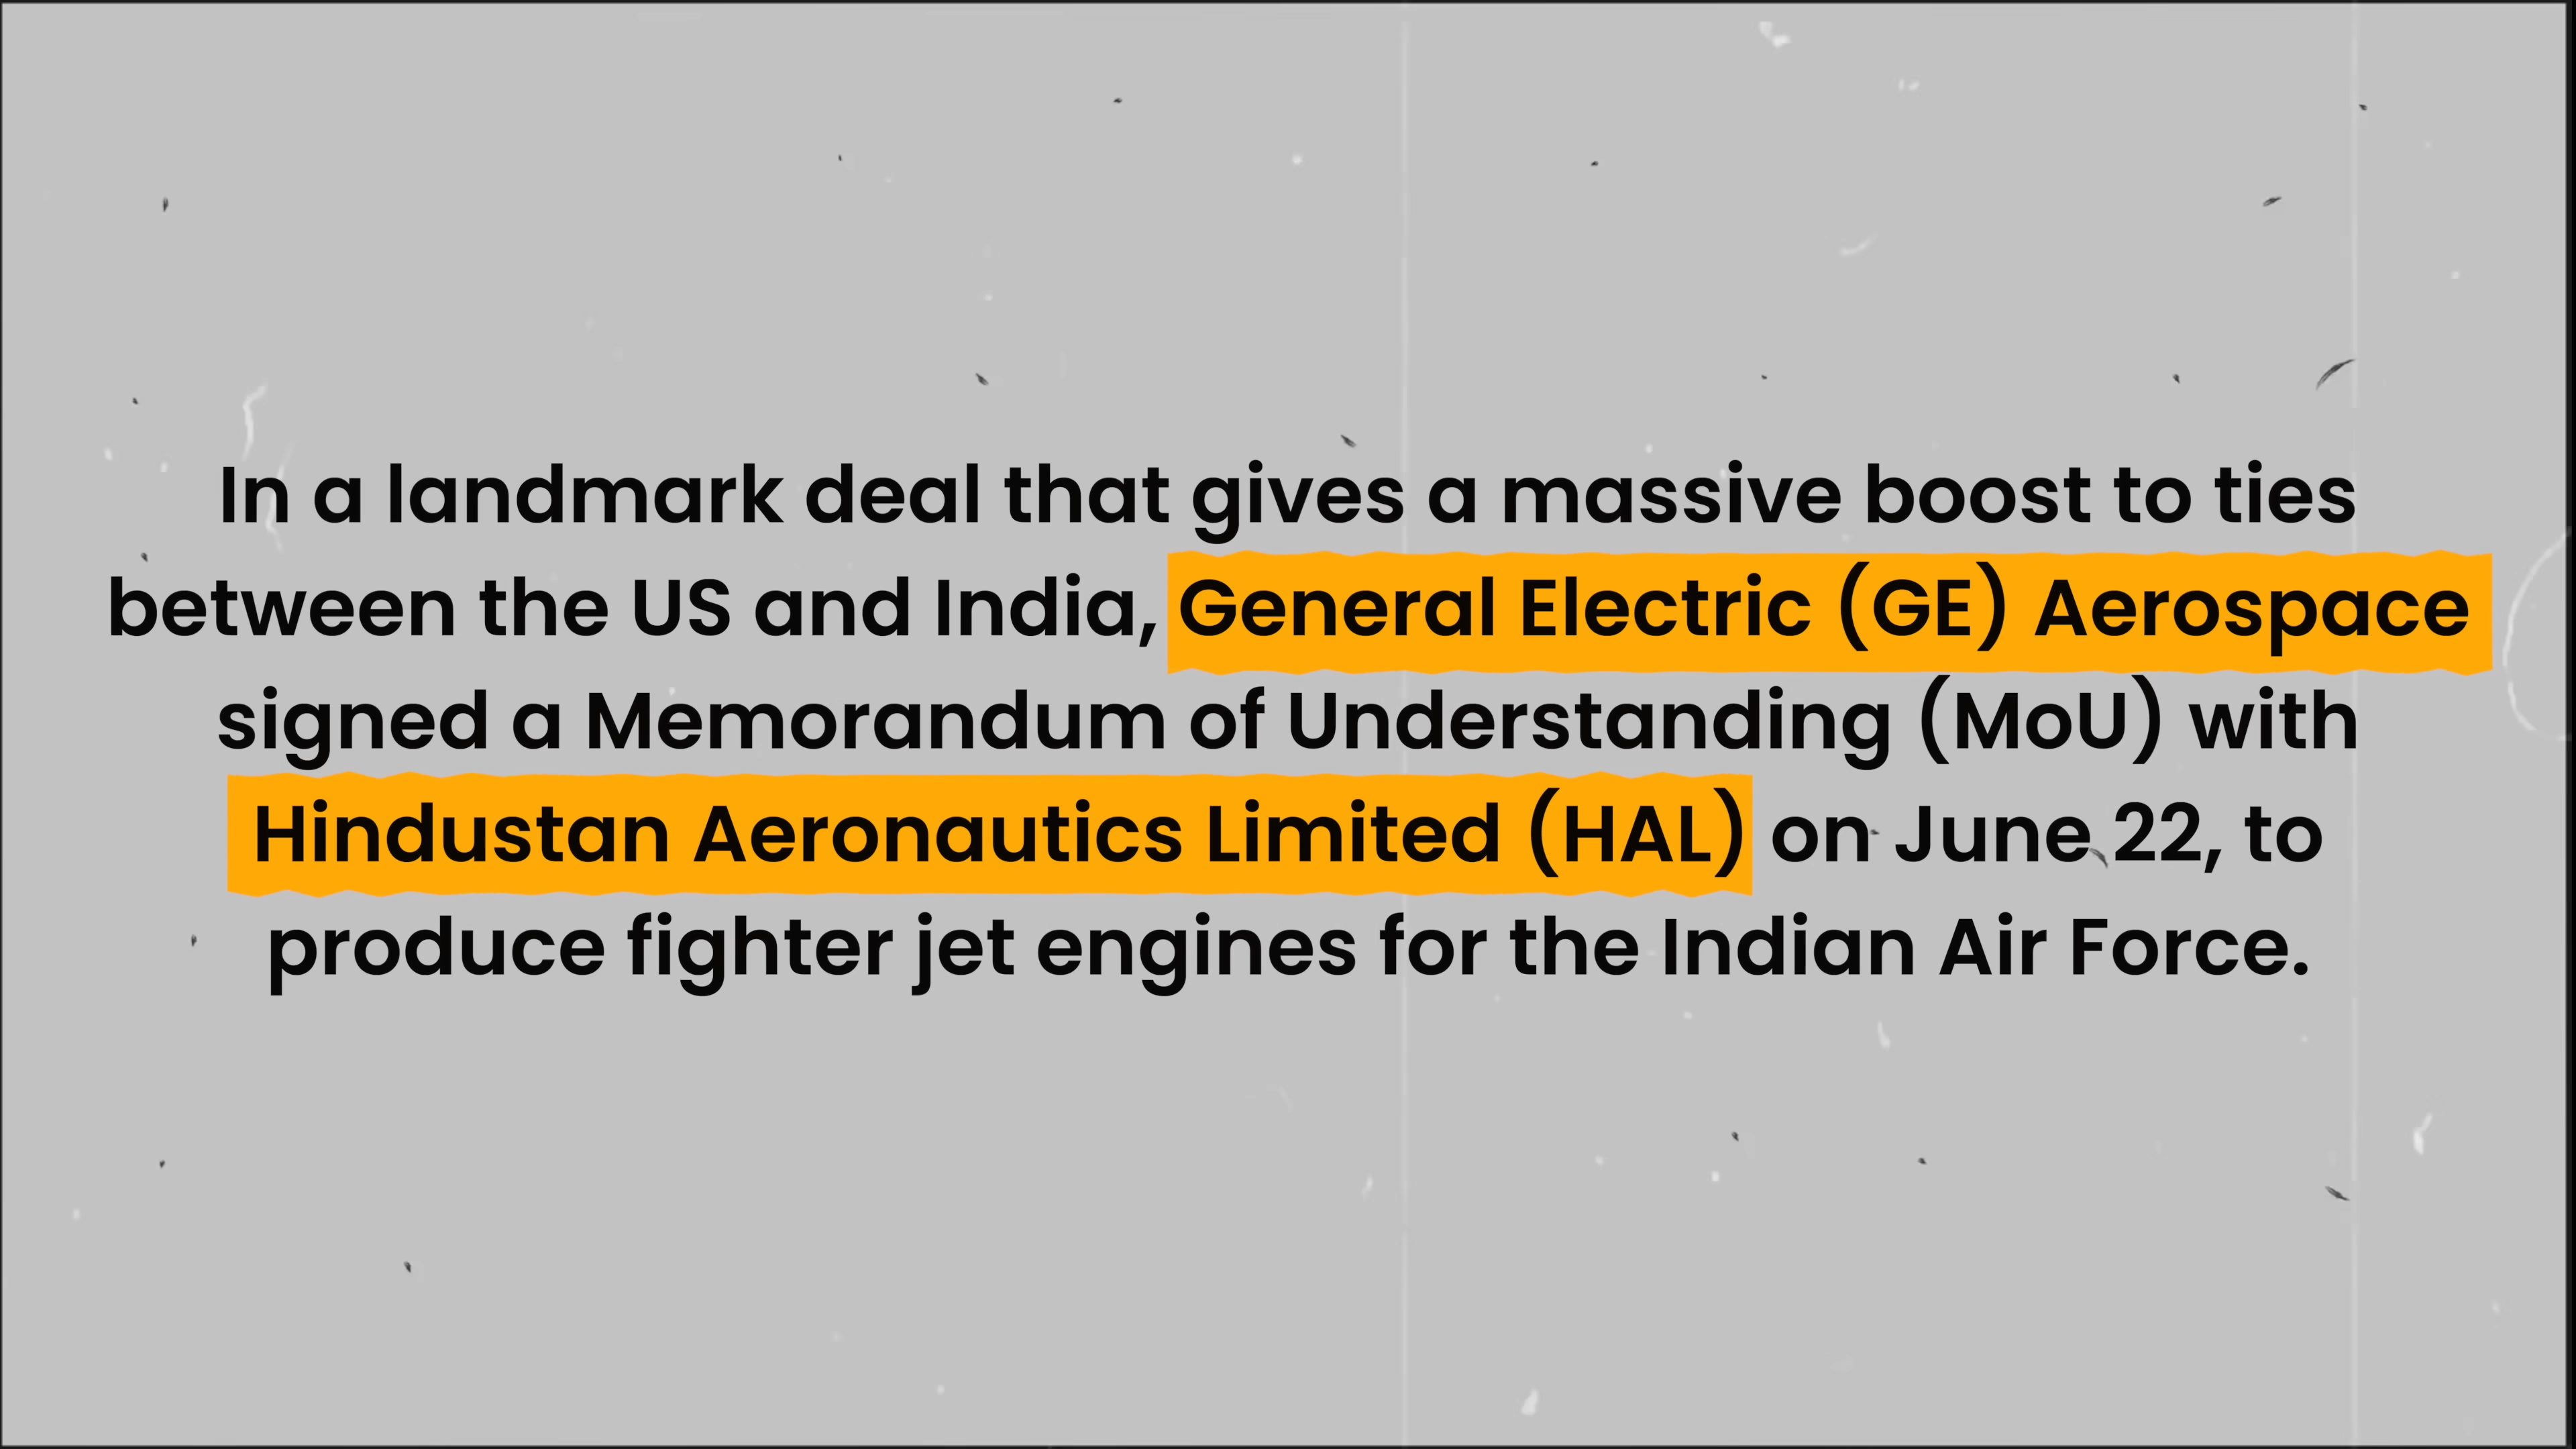 In a landmark deal that gives a massive boost to ties
between the US and India, General Electric (GE) Aerospace
signed a Memorandum of Understanding (MoU) with
Hindustan Aeronautics Limited (HAL) on June 22, to
produce fighter jet engines for the Indian Air Force.